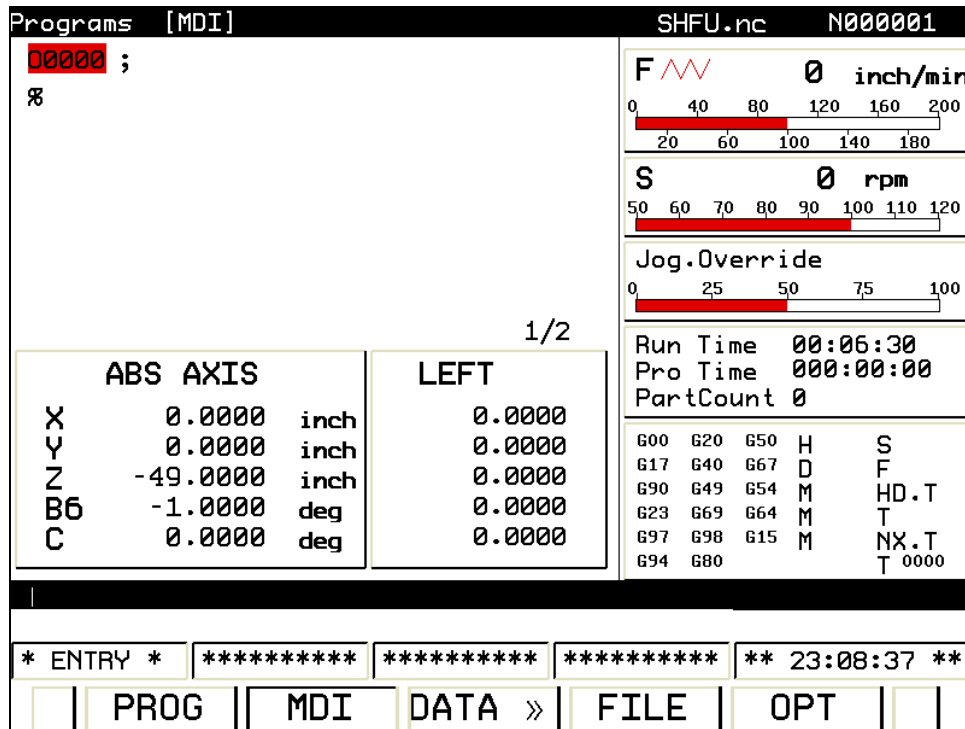 Programs [MDI] SHFU.nc N000001
O0000 ;
%
1/2
ABS AXIS LEFT
X 0.0000 inch 0.0000
Y 0.0000 inch 0.0000
Z -49.0000 inch 0.0000
B6 -1.0000 deg 0.0000
C 0.0000 deg 0.0000
F 0 inch/min
0 40 80 120 160 200
20 60 100 140 180
S 0 rpm
50 60 70 80 90 100 110 120
Jog.Override
0 25 50 75 100
Run Time 00:06:30
Pro Time 000:00:00
PartCount 0
G00 G20 G50 H S
G17 G40 G67 D F
G90 G49 G54 M HD.T
G23 G69 G64 M T
G97 G98 G15 M NX.T
G94 G80 T 0000
* ENTRY * ********** ********** ********** ** 23:08:37 **
PROG MDI DATA » FILE OPT